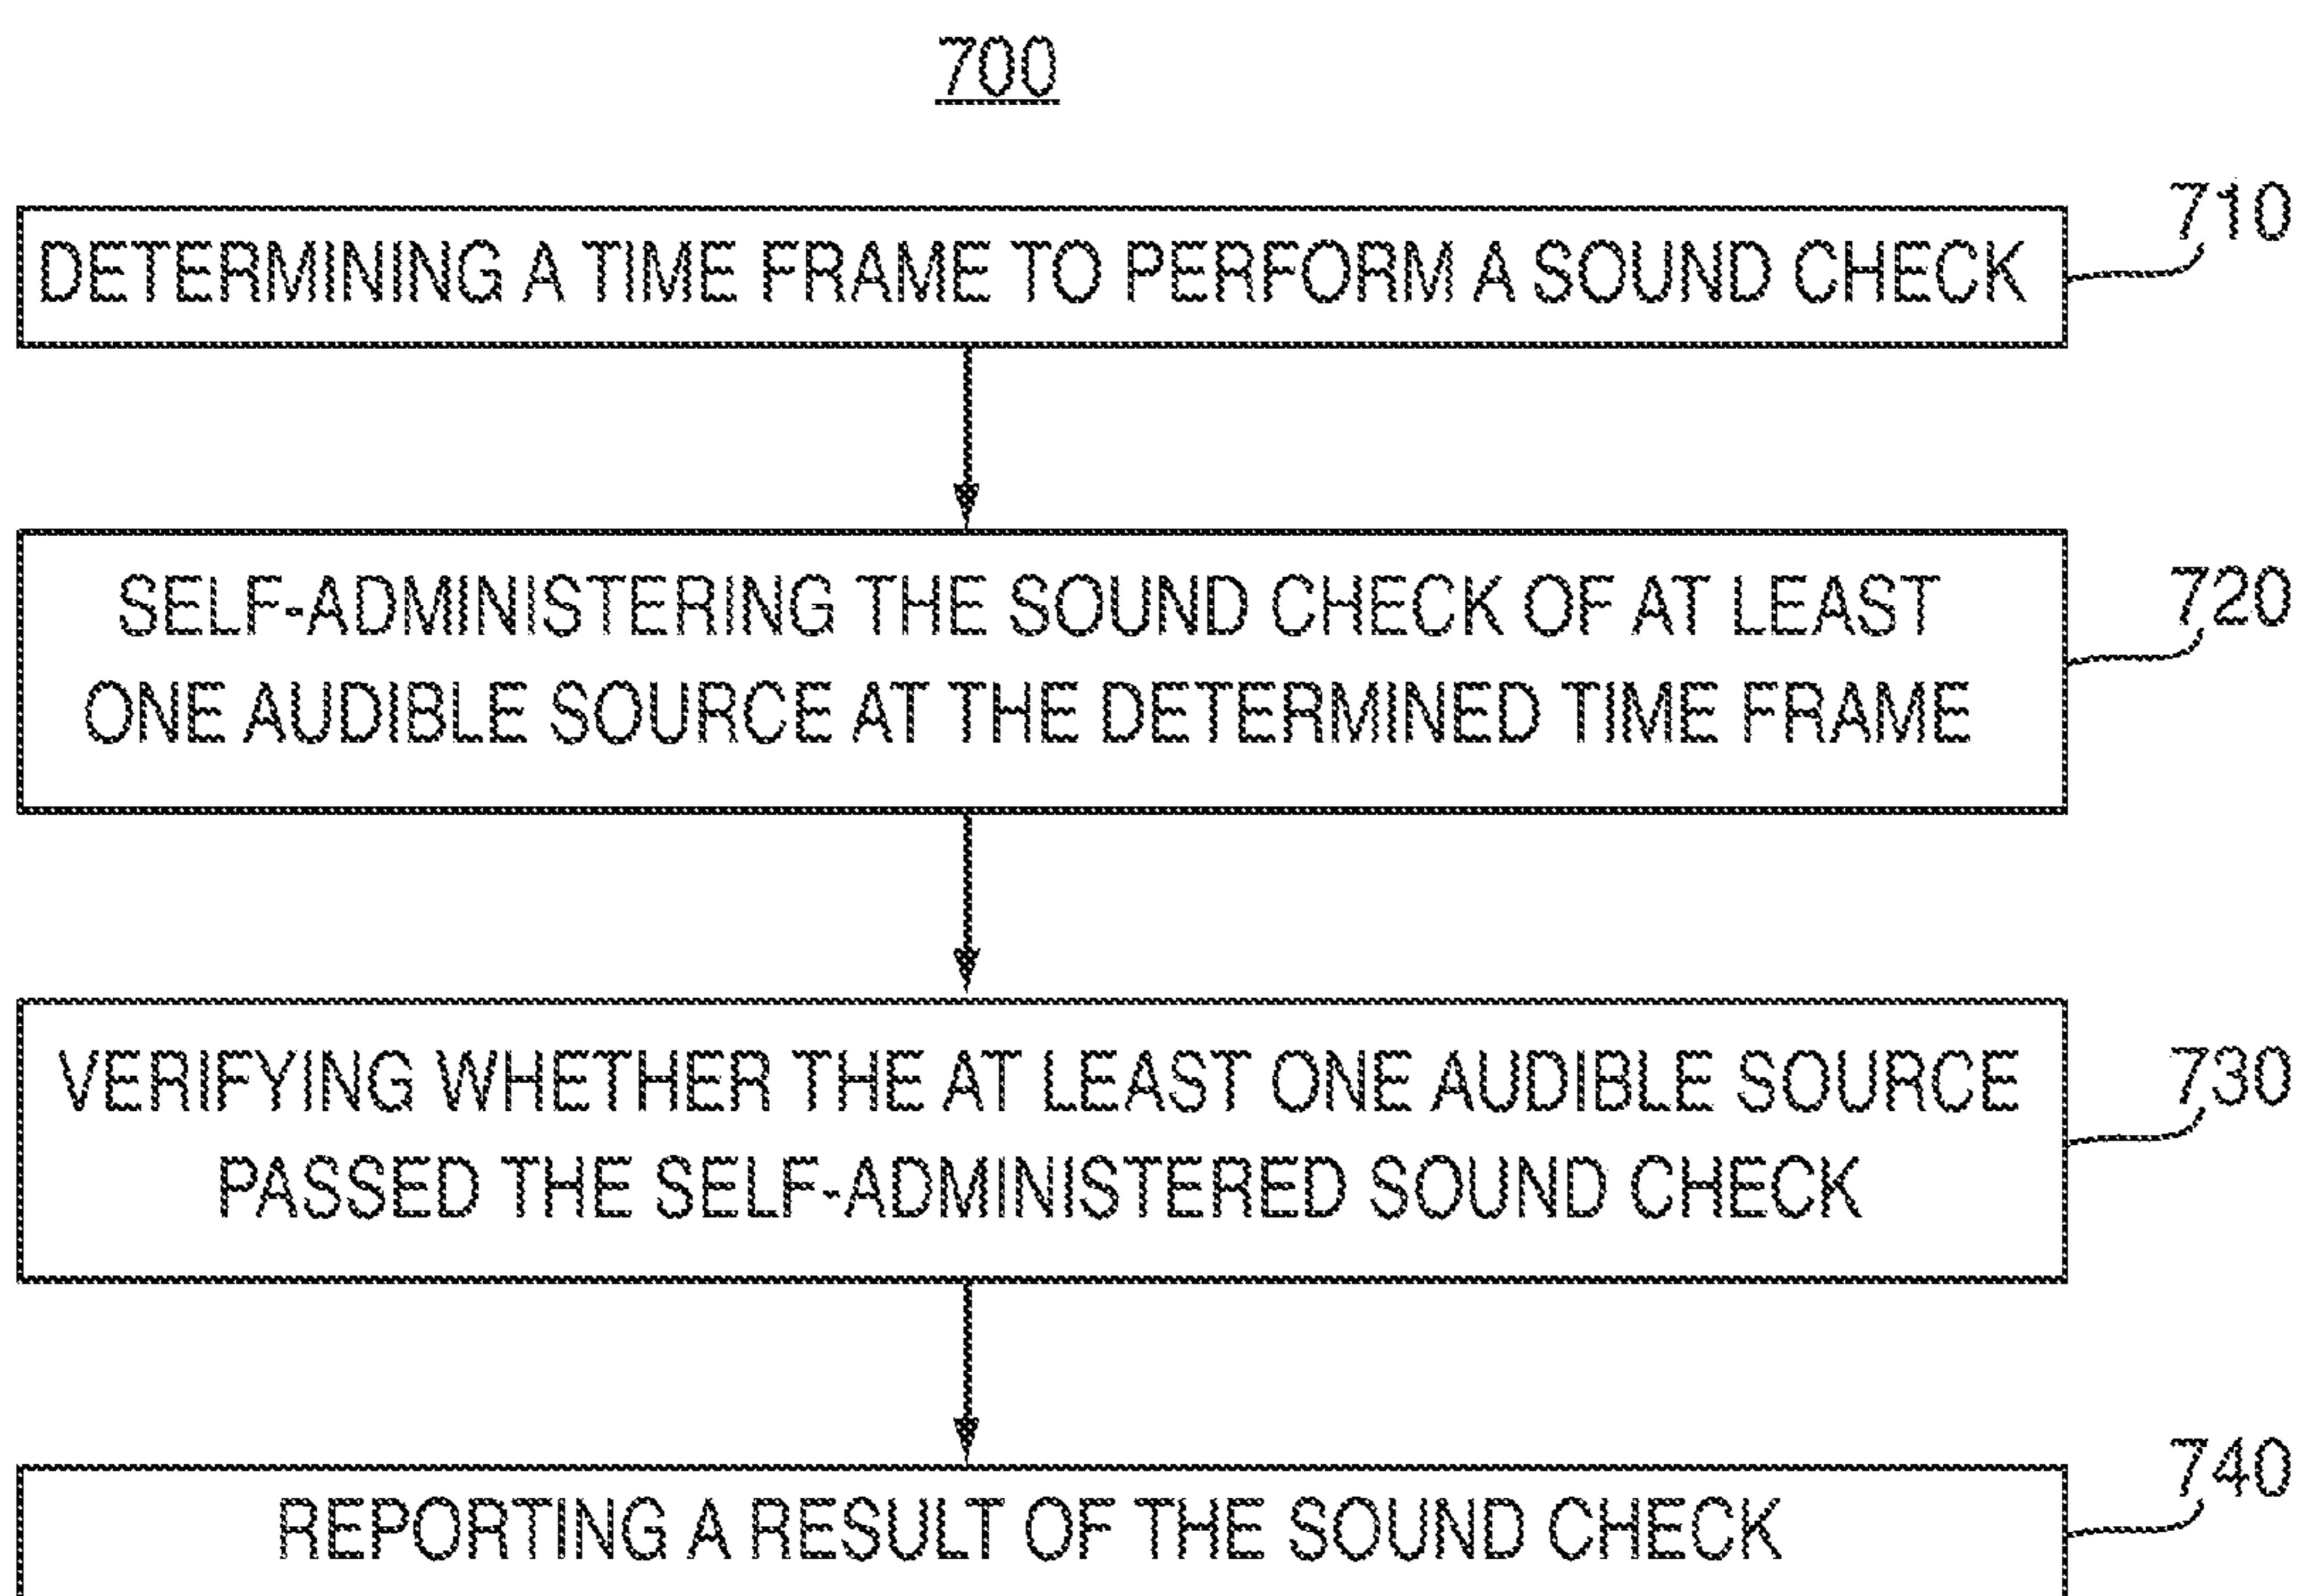 700
DETERMINING A TIME FRAME TO PERFORM A SOUND CHECK
710
SELF-ADMINISTERING THE SOUND CHECK OF AT LEAST
ONE AUDIBLE SOURCE AT THE DETERMINED TIME FRAME
720
VERIFYING WHETHER THE AT LEAST ONE AUDIBLE SOURCE
PASSED THE SELF-ADMINISTERED SOUND CHECK
730
REPORTING A RESULT OF THE SOUND CHECK
740